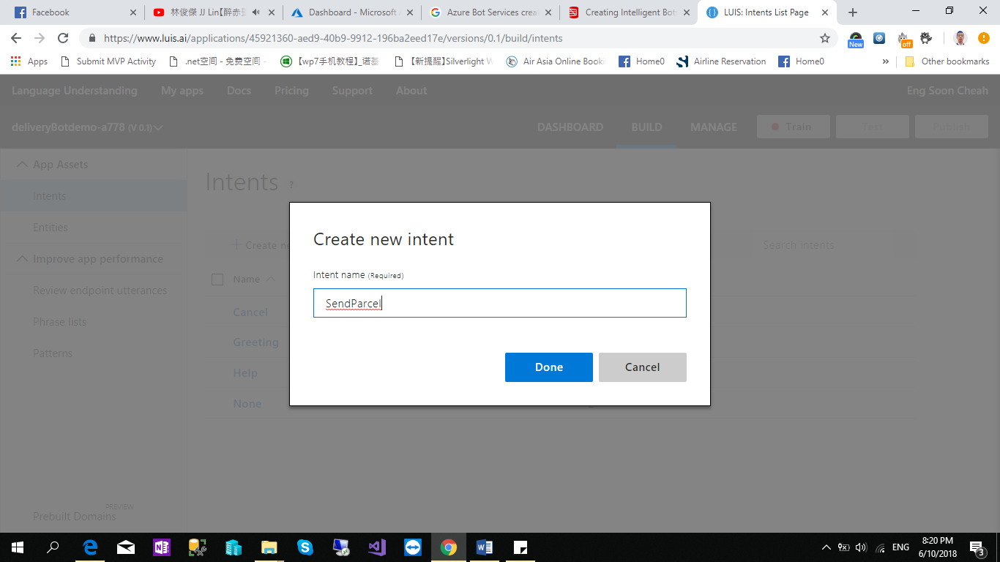 Facebook
林俊傑 JJ Lin【醉赤
Dashboard - Microsoft
Azure Bot Services crea
Creating Intelligent Bot
LUIS: Intents List Page
https://www.luis.ai/applications/45921360-aed9-40b9-9912-196ba2eed17e/versions/0.1/build/intents
New
off
Apps
Submit MVP Activity
.net空间 - 免费空间 -
【wp7手机教程】_诺基
【新提醒】Silverlight W
Air Asia Online Booki
Home0
Airline Reservation
Home0
»
Other bookmarks
Language Understanding
My apps
Docs
Pricing
Support
About
Eng Soon Cheah
deliveryBotdemo-a778 (V 0.1)
DASHBOARD
BUILD
MANAGE
Train
Test
Publish
App Assets
Intents
Entities
Improve app performance
Review endpoint utterances
Phrase lists
Patterns
PREVIEW
Prebuilt Domains
Intents ?
+ Create ne
Search intents
Name
Cancel
Greeting
Help
None
Create new intent
Intent name (Required)
SendParcel
Done
Cancel
ENG
8:20 PM
6/10/2018
3